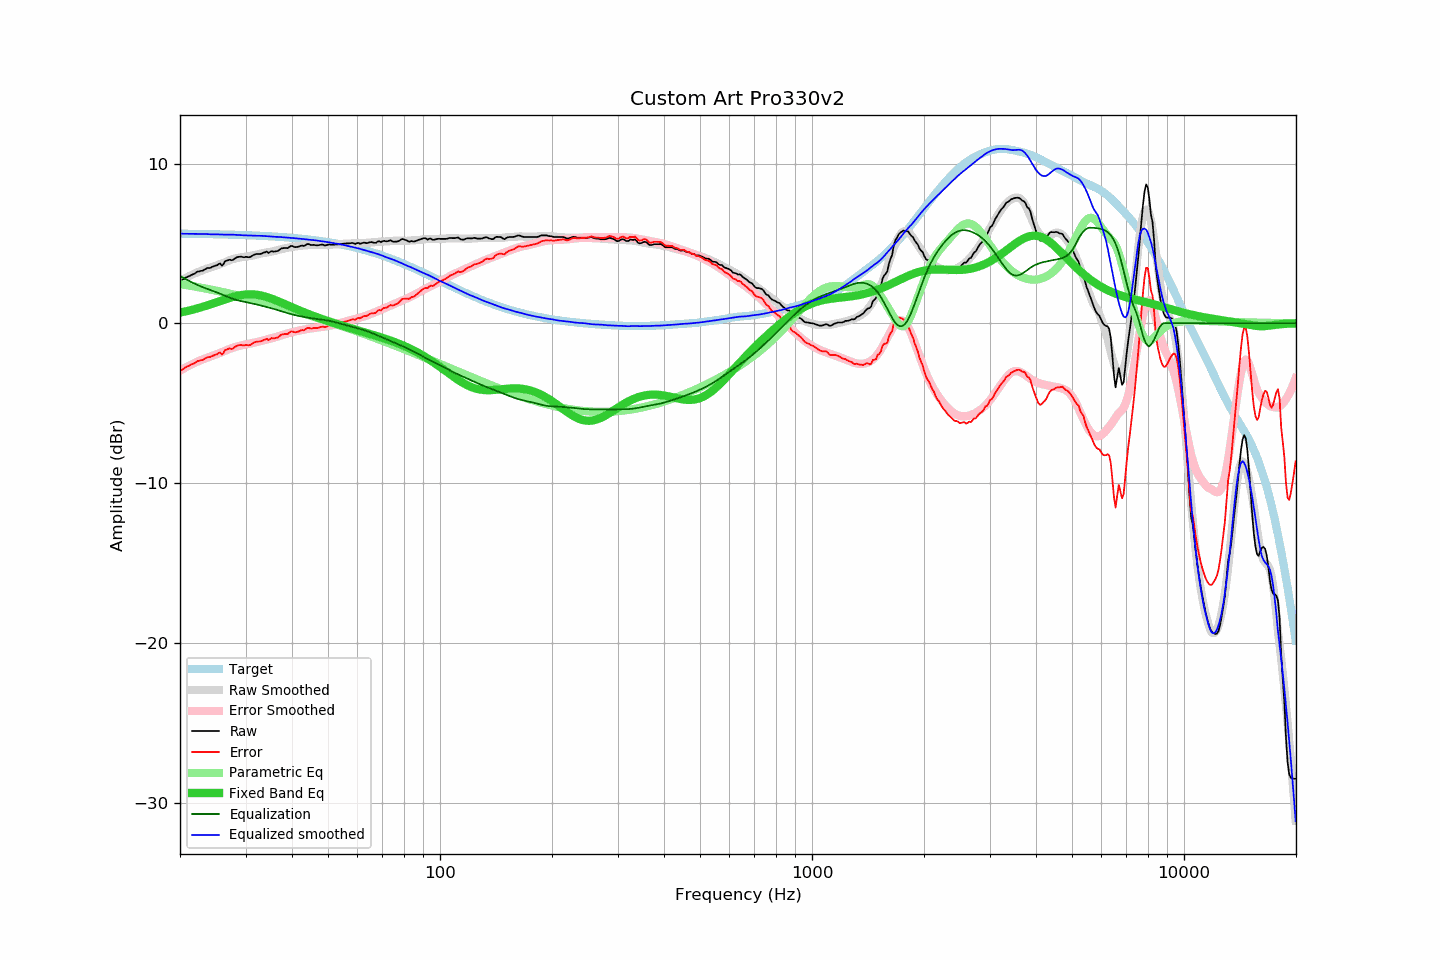 Custom Art Pro330v2
Amplitude (dBr)
10
0
−10
−20
−30
Target
Raw Smoothed
Error Smoothed
Raw
Error
Parametric Eq
Fixed Band Eq
Equalization
Equalized smoothed
100
1000
10000
Frequency (Hz)